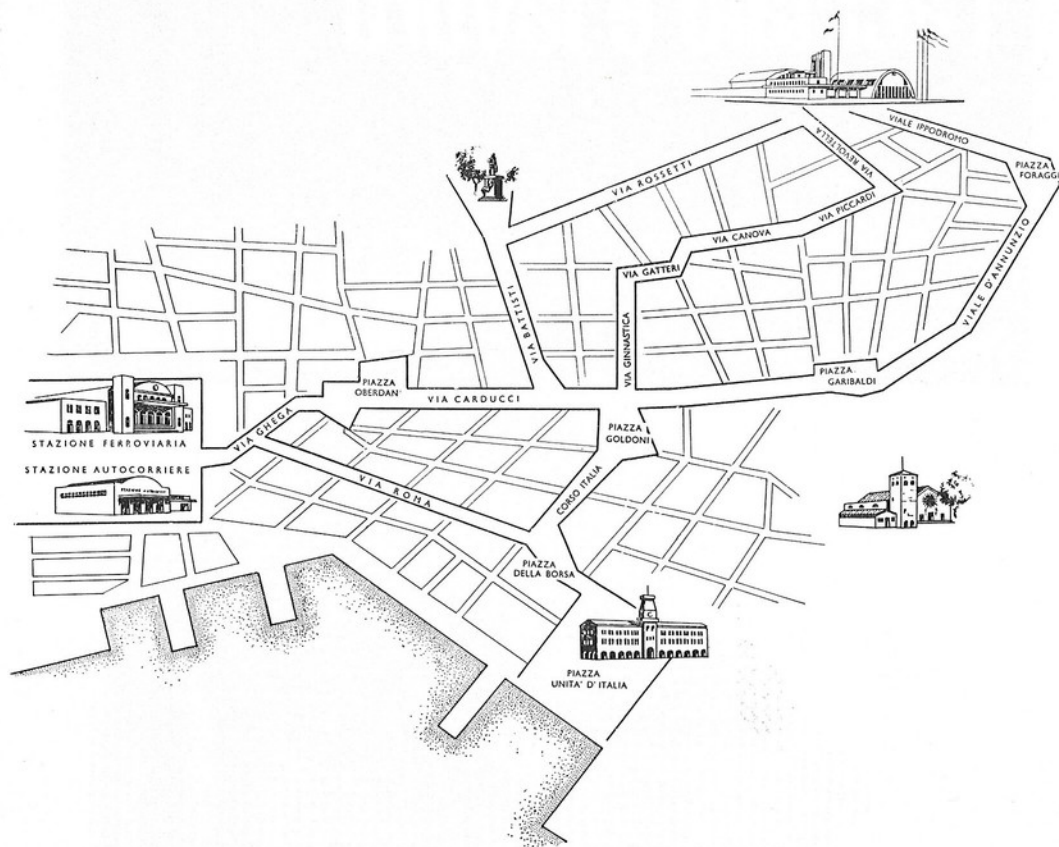 VIALE IPPODROMO
VIA REVOLTELLA
PIAZZA
FORAGGI
VIA ROSSETTI
VIA PICCARDI
VIA CANOVA
VIA GATTERI
VIALE D'ANNUNZIO
VIA BATTISTI
VIA GINNASTICA
PIAZZA
GARIBALDI
PIAZZA
OBERDAN
VIA CARDUCCI
VIA GHEGA
PIAZZA
GOLDONI
STAZIONE FERROVIARIA
STAZIONE AUTOCORRIERE
VIA ROMA
CORSO ITALIA
PIAZZA
DELLA BORSA
PIAZZA
UNITA' D'ITALIA